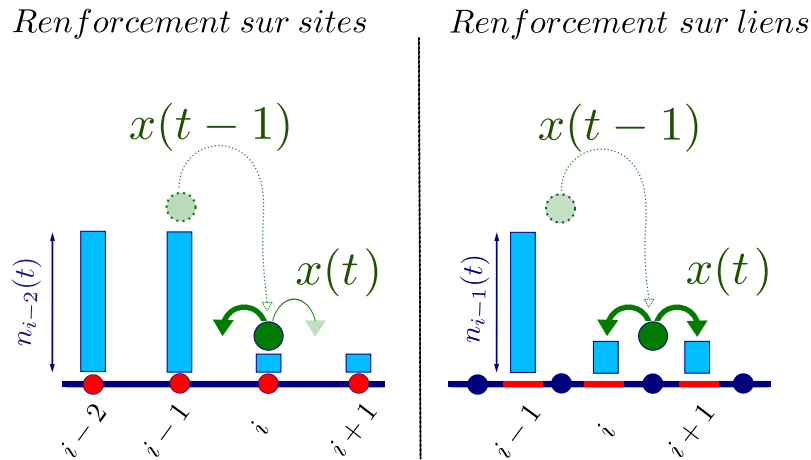 Renforcement sur sites
x(t − 1)
x(t)
n_{i−2}(t)
i − 2
i − 1
i
i + 1
Renforcement sur liens
x(t − 1)
x(t)
n_{i−1}(t)
i − 1
i
i + 1